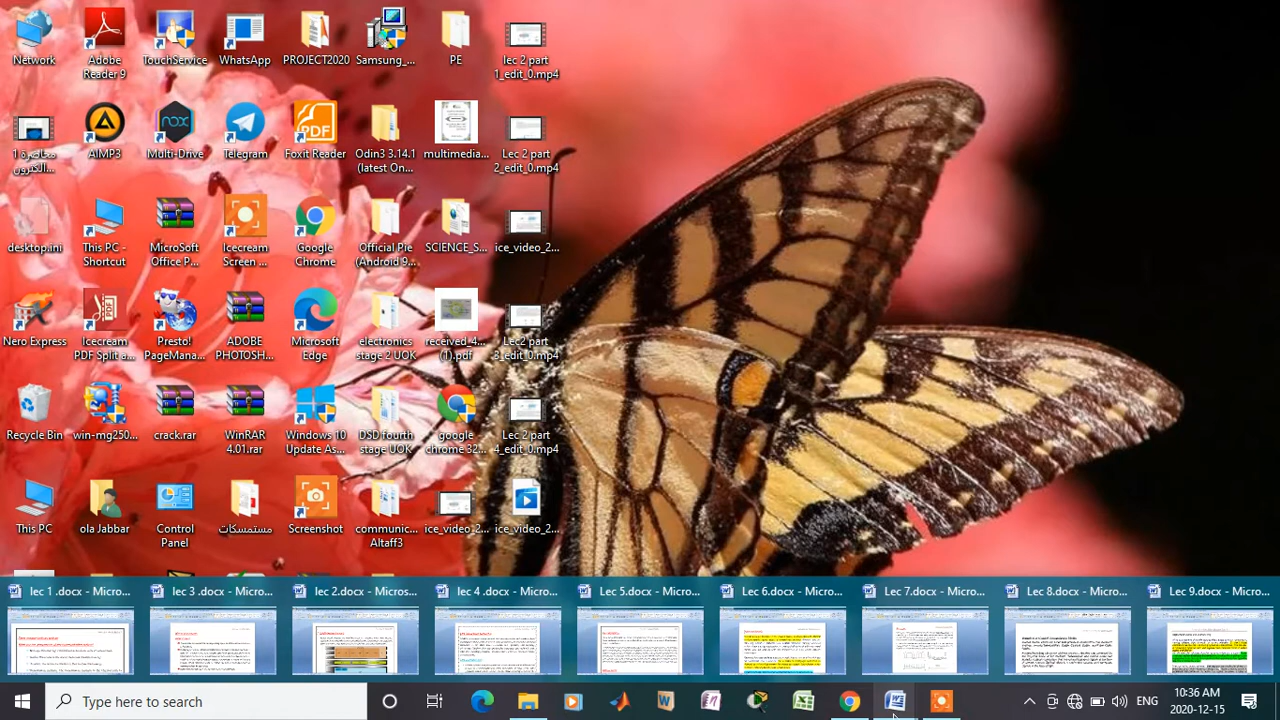 Network
Adobe
Reader 9
TouchService
WhatsApp
PROJECT2020
Samsung_...
PE
lec 2 part
1_edit_0.mp4
محاضرة 1
الكترون...
AIMP3
Multi-Drive
Telegram
Foxit Reader
Odin3 3.14.1
(latest On...
multimedia...
Lec 2 part
2_edit_0.mp4
desktop.ini
This PC -
Shortcut
MicroSoft
Office P...
Icecream
Screen ...
Google
Chrome
Official Pie
(Android 9...
SCIENCE_S...
ice_video_2...
Nero Express
Icecream
PDF Split a...
Presto!
PageMana...
ADOBE
PHOTOSH...
Microsoft
Edge
electronics
stage 2 UOK
received_4...
(1).pdf
Lec2 part
3_edit_0.mp4
Recycle Bin
win-mg250...
crack.rar
WinRAR
4.01.rar
Windows 10
Update As...
DSD fourth
stage UOK
google
chrome 32...
Lec 2 part
4_edit_0.mp4
This PC
ola Jabbar
Control
Panel
مستمسكات
Screenshot
communic...
Altaff3
ice_video_2...
ice_video_2...
lec 1 .docx - Micro...
lec 3 .docx - Micro...
lec 2.docx - Micros...
lec 4 .docx - Micro...
Lec 5.docx - Micro...
Lec 6.docx - Micro...
Lec 7.docx - Micro...
Lec 8.docx - Micro...
Lec 9.docx - Micro...
Type here to search
ENG
10:36 AM
2020-12-15